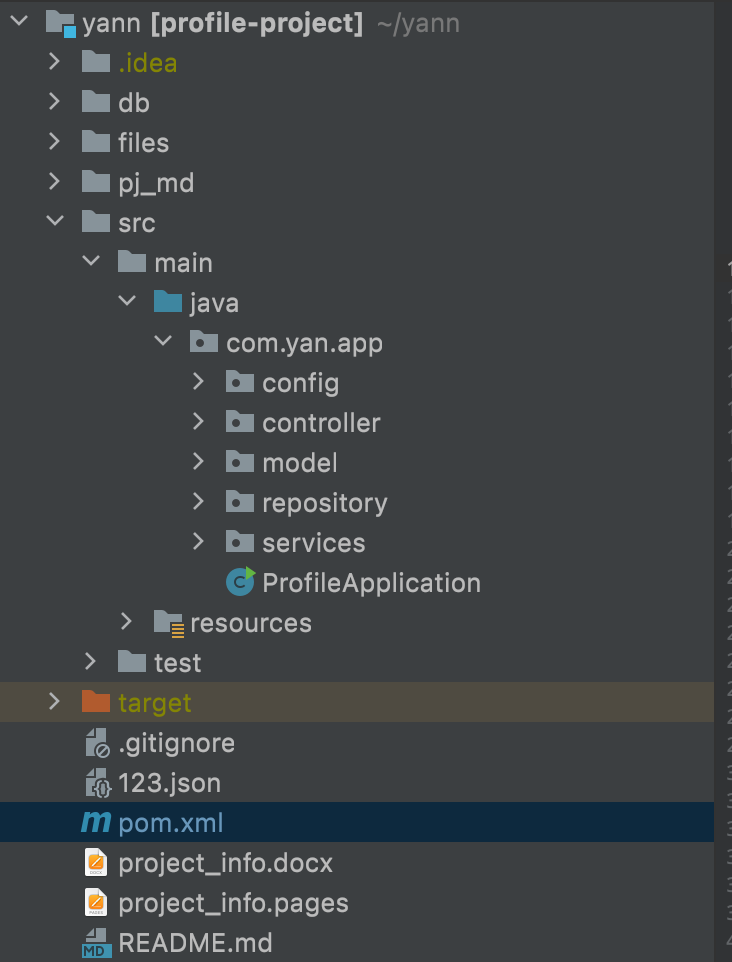 yann [profile-project] ~/yann
.idea
db
files
pj_md
src
main
java
com.yan.app
config
controller
model
repository
services
ProfileApplication
resources
test
target
.gitignore
123.json
pom.xml
project_info.docx
project_info.pages
README.md